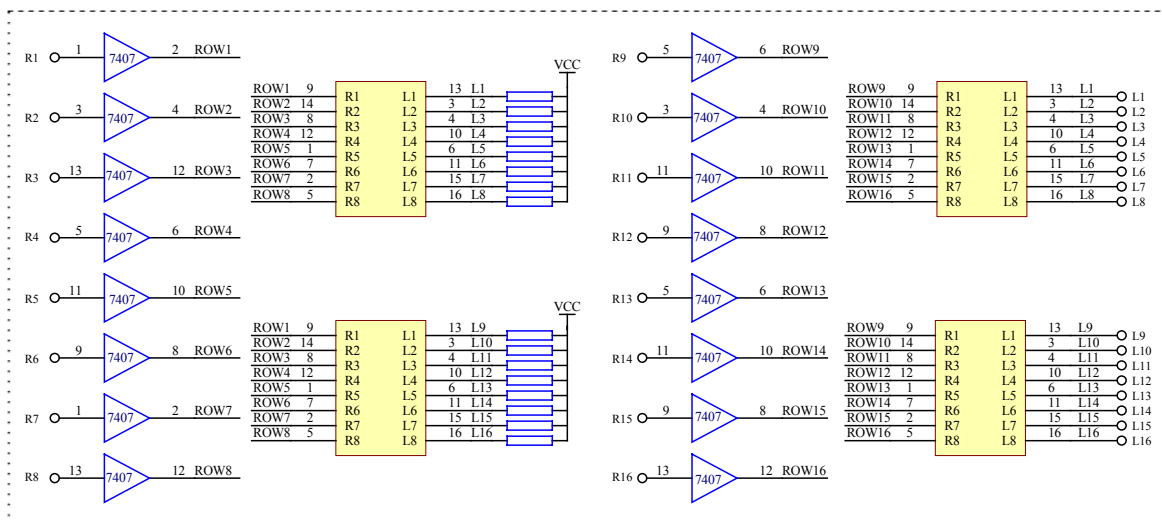 R1 1 7407 2 ROW1
R2 3 7407 4 ROW2
R3 13 7407 12 ROW3
R4 5 7407 6 ROW4
R5 11 7407 10 ROW5
R6 9 7407 8 ROW6
R7 1 7407 2 ROW7
R8 13 7407 12 ROW8
VCC
ROW1 9 R1 L1 13 L1
ROW2 14 R2 L2 3 L2
ROW3 8 R3 L3 4 L3
ROW4 12 R4 L4 10 L4
ROW5 1 R5 L5 6 L5
ROW6 7 R6 L6 11 L6
ROW7 2 R7 L7 15 L7
ROW8 5 R8 L8 16 L8
VCC
ROW1 9 R1 L1 13 L9
ROW2 14 R2 L2 3 L10
ROW3 8 R3 L3 4 L11
ROW4 12 R4 L4 10 L12
ROW5 1 R5 L5 6 L13
ROW6 7 R6 L6 11 L14
ROW7 2 R7 L7 15 L15
ROW8 5 R8 L8 16 L16
R9 5 7407 6 ROW9
R10 3 7407 4 ROW10
R11 11 7407 10 ROW11
R12 9 7407 8 ROW12
R13 5 7407 6 ROW13
R14 11 7407 10 ROW14
R15 9 7407 8 ROW15
R16 13 7407 12 ROW16
ROW9 9 R1 L1 13 L1 L1
ROW10 14 R2 L2 3 L2 L2
ROW11 8 R3 L3 4 L3 L3
ROW12 12 R4 L4 10 L4 L4
ROW13 1 R5 L5 6 L5 L5
ROW14 7 R6 L6 11 L6 L6
ROW15 2 R7 L7 15 L7 L7
ROW16 5 R8 L8 16 L8 L8
ROW9 9 R1 L1 13 L9 L9
ROW10 14 R2 L2 3 L10 L10
ROW11 8 R3 L3 4 L11 L11
ROW12 12 R4 L4 10 L12 L12
ROW13 1 R5 L5 6 L13 L13
ROW14 7 R6 L6 11 L14 L14
ROW15 2 R7 L7 15 L15 L15
ROW16 5 R8 L8 16 L16 L16